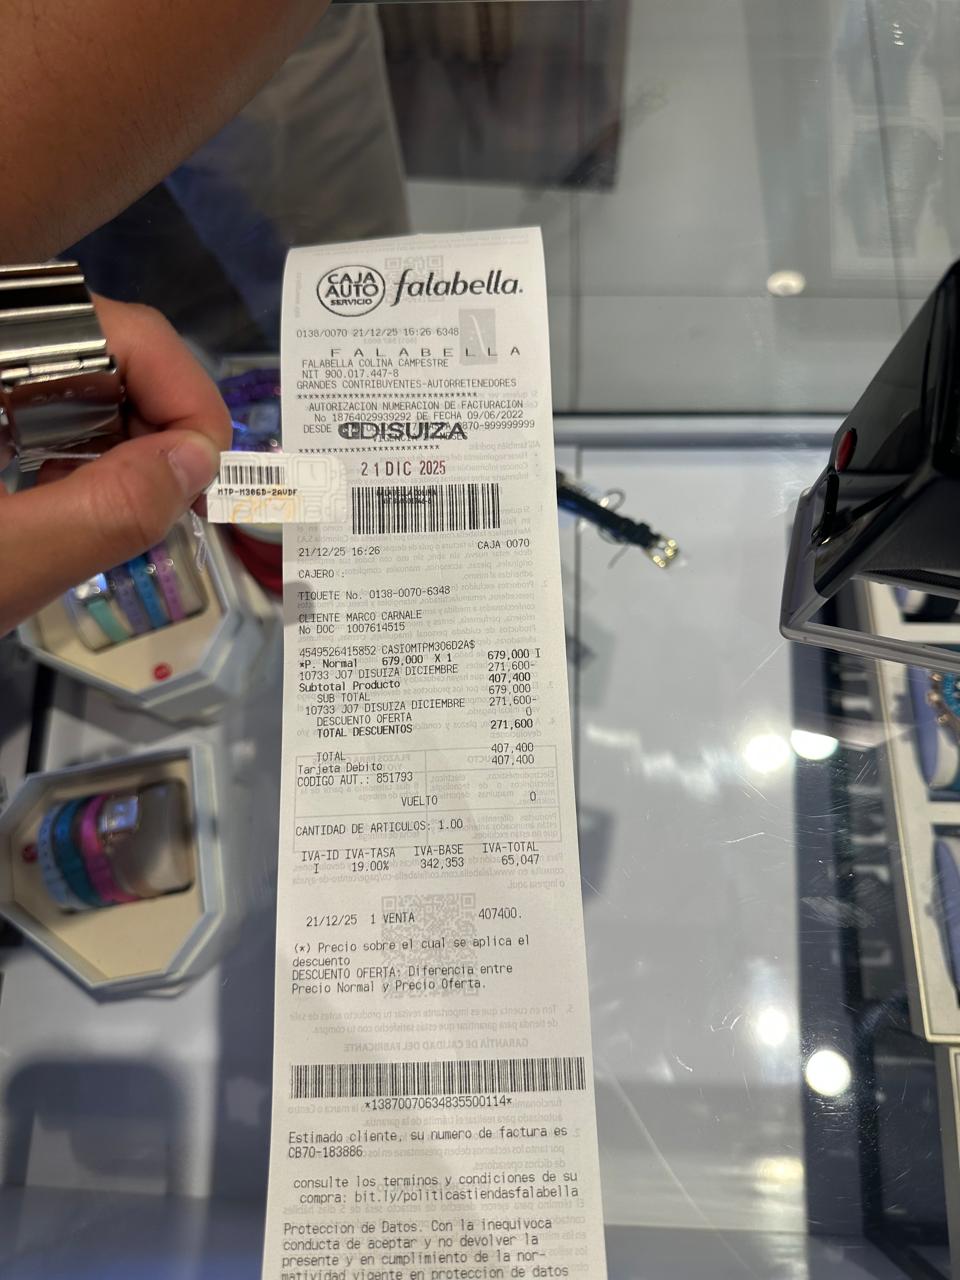 CAJA
AUTO
SERVICIO
falabella.
0138/0070 21/12/25 16:26 6348
FALABELLA
FALABELLA COLINA CAMPESTRE
NIT 900.017.447-8
GRANDES CONTRIBUYENTES-AUTORRETENEDORES
AUTORIZACION NUMERACION DE FACTURACION
No 18764029939292 DE FECHA 09/06/2022
DESDE
DISUIZA
21 DIC 2025
MTP-M306D-2AVDF
21/12/25 16:26 CAJA 0070
CAJERO :
TIQUETE No. 0138-0070-6348
CLIENTE MARCO CARNALE
No DOC 1007614515
4549526415852 CASIOMTPM306D2A$
*P. Normal 679,000 X 1 679,000 I
10733 J07 DISUIZA DICIEMBRE 271,600-
Subtotal Producto 407,400
SUB TOTAL 679,000
10733 J07 DISUIZA DICIEMBRE 271,600-
DESCUENTO OFERTA 0
TOTAL DESCUENTOS 271,600
TOTAL 407,400
Tarjeta Debito 407,400
CODIGO AUT.: 851793
VUELTO 0
CANTIDAD DE ARTICULOS: 1.00
IVA-ID IVA-TASA IVA-BASE IVA-TOTAL
I 19.00% 342,353 65,047
21/12/25 1 VENTA 407400.
(*) Precio sobre el cual se aplica el
descuento
DESCUENTO OFERTA: Diferencia entre
Precio Normal y Precio Oferta.
*13870070634835500114*
Estimado cliente, su numero de factura es
CB70-183886
consulte los terminos y condiciones de su
compra: bit.ly/politicastiendasfalabella
Proteccion de Datos. Con la inequivoca
conducta de aceptar y no devolver la
presente y en cumplimiento de la nor-
matividad vigente en proteccion de datos